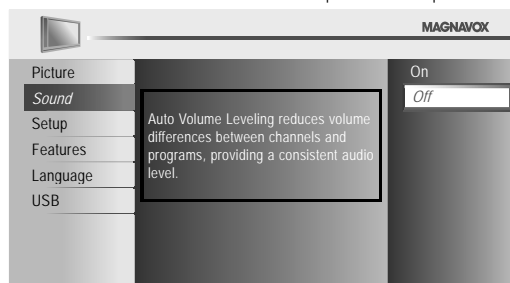 MAGNAVOX
Picture
Sound
Setup
Features
Language
USB
Auto Volume Leveling reduces volume
differences between channels and
programs, providing a consistent audio
level.
On
Off